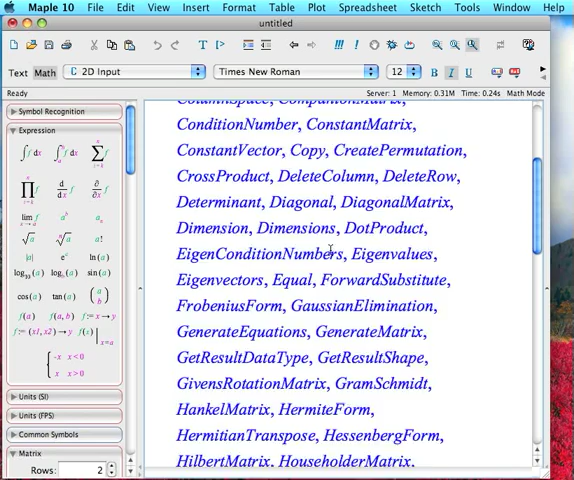 Maple 10 File Edit View Insert Format Table Plot Spreadsheet Sketch Tools Window Help
untitled
Text Math C 2D Input Times New Roman 12 B I U
Ready Server: 1 Memory: 0.31M Time: 0.24s Math Mode
Symbol Recognition
Expression
Units (SI)
Units (FPS)
Common Symbols
Matrix
Rows: 2
ColumnSpace, CompanionMatrix,
ConditionNumber, ConstantMatrix,
ConstantVector, Copy, CreatePermutation,
CrossProduct, DeleteColumn, DeleteRow,
Determinant, Diagonal, DiagonalMatrix,
Dimension, Dimensions, DotProduct,
EigenConditionNumbers, Eigenvalues,
Eigenvectors, Equal, ForwardSubstitute,
FrobeniusForm, GaussianElimination,
GenerateEquations, GenerateMatrix,
GetResultDataType, GetResultShape,
GivensRotationMatrix, GramSchmidt,
HankelMatrix, HermiteForm,
HermitianTranspose, HessenbergForm,
HilbertMatrix, HouseholderMatrix,